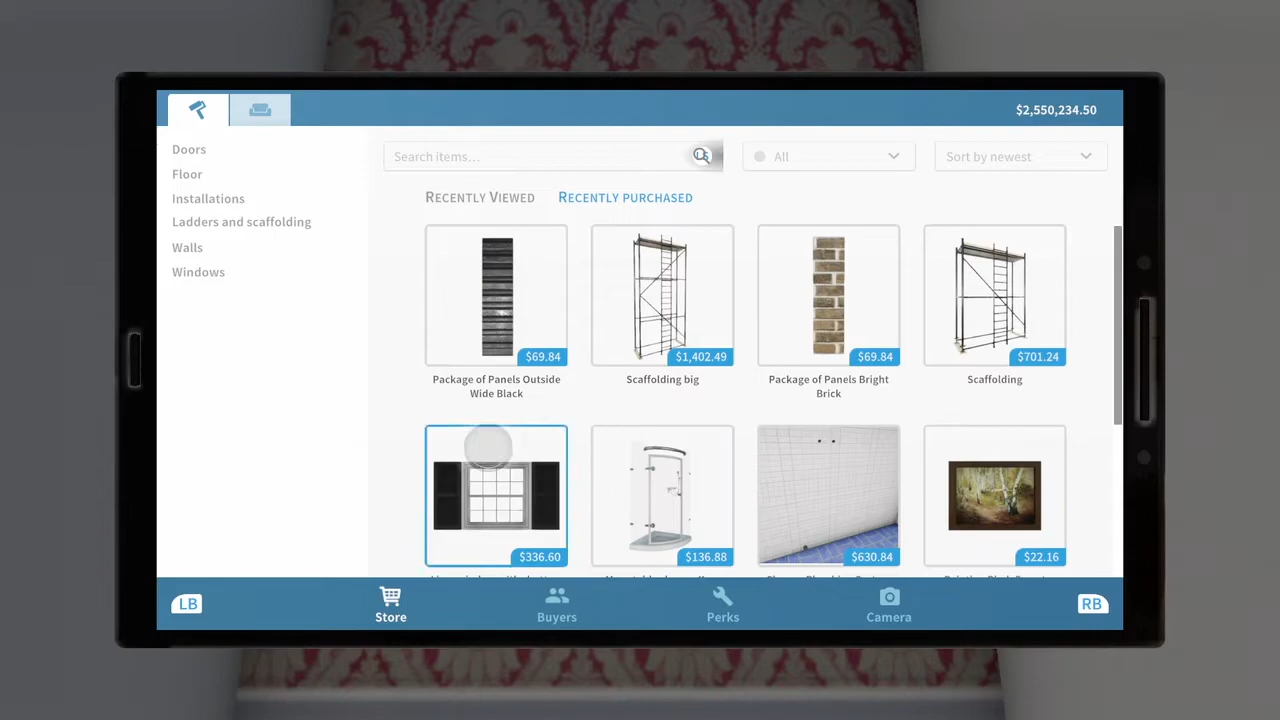 $2,550,234.50
Doors
Floor
Installations
Ladders and scaffolding
Walls
Windows
Search items...
LS
All
Sort by newest
RECENTLY VIEWED
RECENTLY PURCHASED
$69.84
$1,402.49
$69.84
$701.24
Package of Panels Outside
Wide Black
Scaffolding big
Package of Panels Bright
Brick
Scaffolding
$336.60
$136.88
$630.84
$22.16
LB
Store
Buyers
Perks
Camera
RB